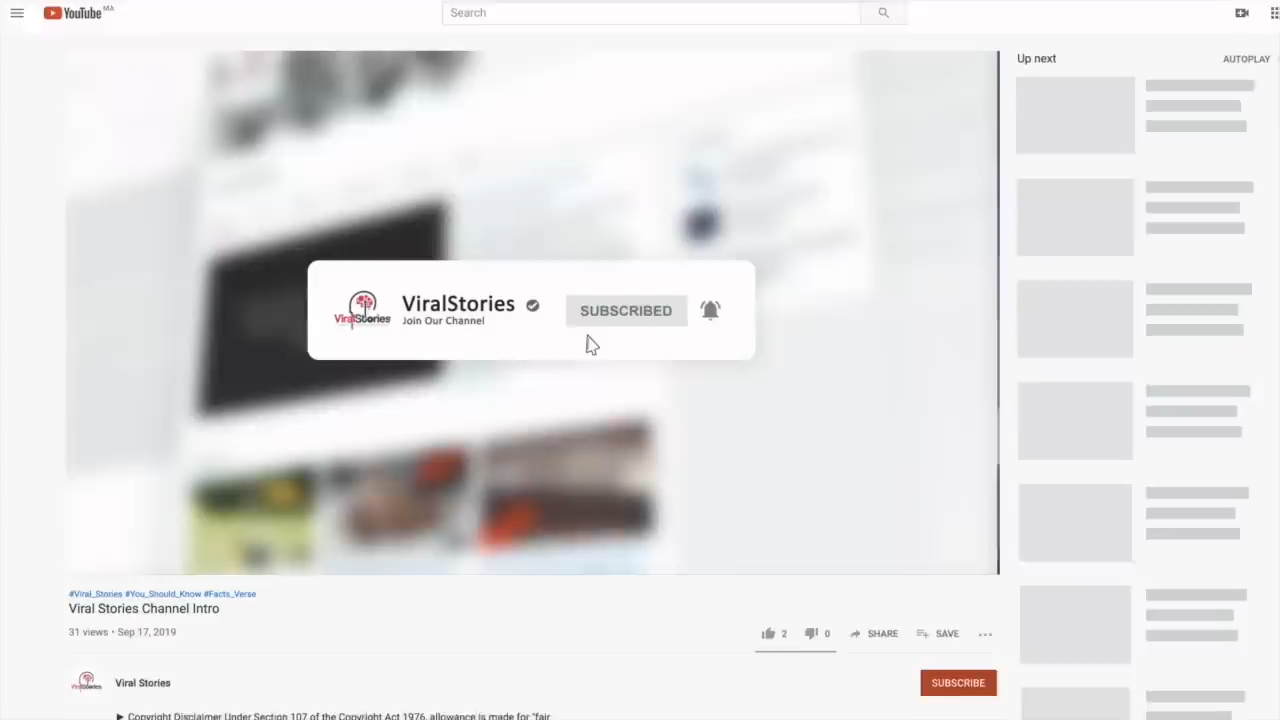 YouTube MA
Search
Up next
AUTOPLAY
ViralStories
ViralStories
Join Our Channel
SUBSCRIBED
#Viral_Stories #You_Should_Know #Facts_Verse
Viral Stories Channel Intro
31 views • Sep 17, 2019
2
0
SHARE
SAVE
ViralStories
Viral Stories
SUBSCRIBE
► Copyright Disclaimer Under Section 107 of the Copyright Act 1976, allowance is made for "fair